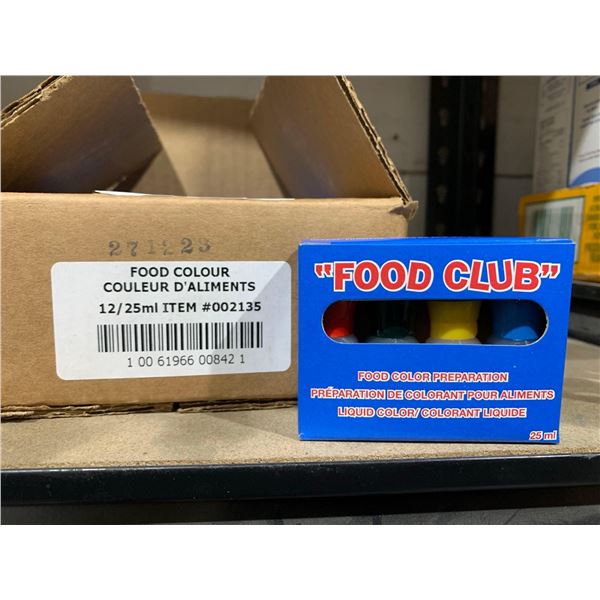 271223
FOOD COLOUR
COULEUR D'ALIMENTS
12/25ml ITEM #002135
1 00 61966 00842 1
"FOOD CLUB"
FOOD COLOR PREPARATION
PRÉPARATION DE COLORANT POUR ALIMENTS
LIQUID COLOR/ COLORANT LIQUIDE
25 ml